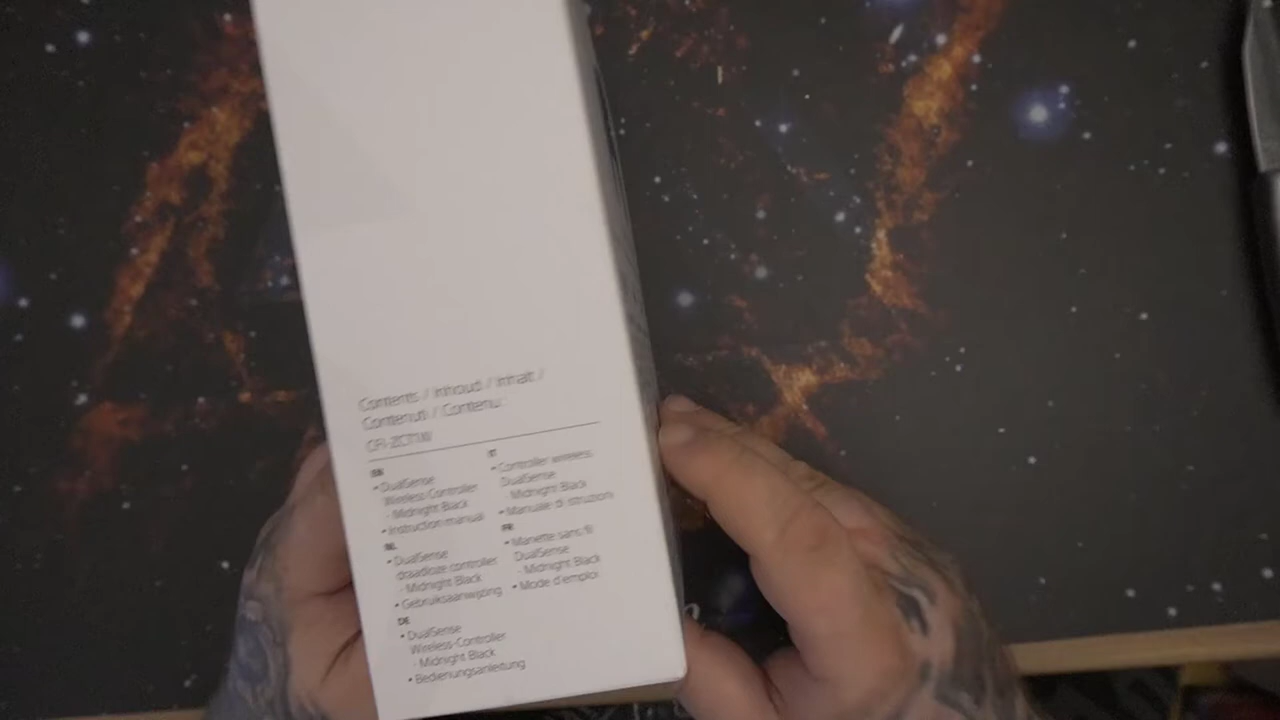 Contents / Inhoud / Inhalt /
Contenuti / Contenu:
CFI-ZCT1W
EN
• DualSense
Wireless Controller
- Midnight Black
• Instruction manual
NL
• DualSense
draadloze controller
- Midnight Black
• Gebruiksaanwijzing
DE
• DualSense
Wireless-Controller
- Midnight Black
• Bedienungsanleitung
IT
• Controller wireless
DualSense
- Midnight Black
• Manuale di istruzioni
FR
• Manette sans fil
DualSense
- Midnight Black
• Mode d'emploi